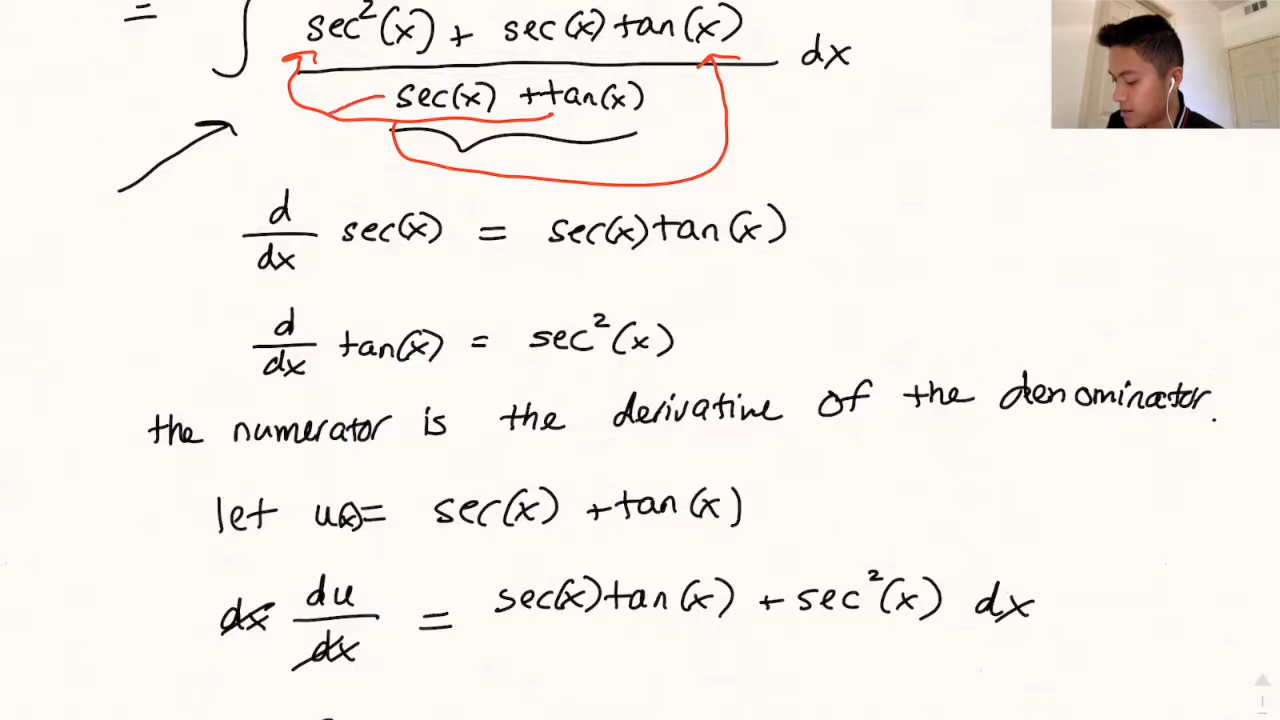 = ∫ sec²(x) + sec(x) tan(x) dx
sec(x) + tan(x)
d/dx sec(x) = sec(x) tan(x)
d/dx tan(x) = sec²(x)
the numerator is the derivative of the denominator.
let u(x) = sec(x) + tan(x)
dx du/dx = sec(x) tan(x) + sec²(x) dx